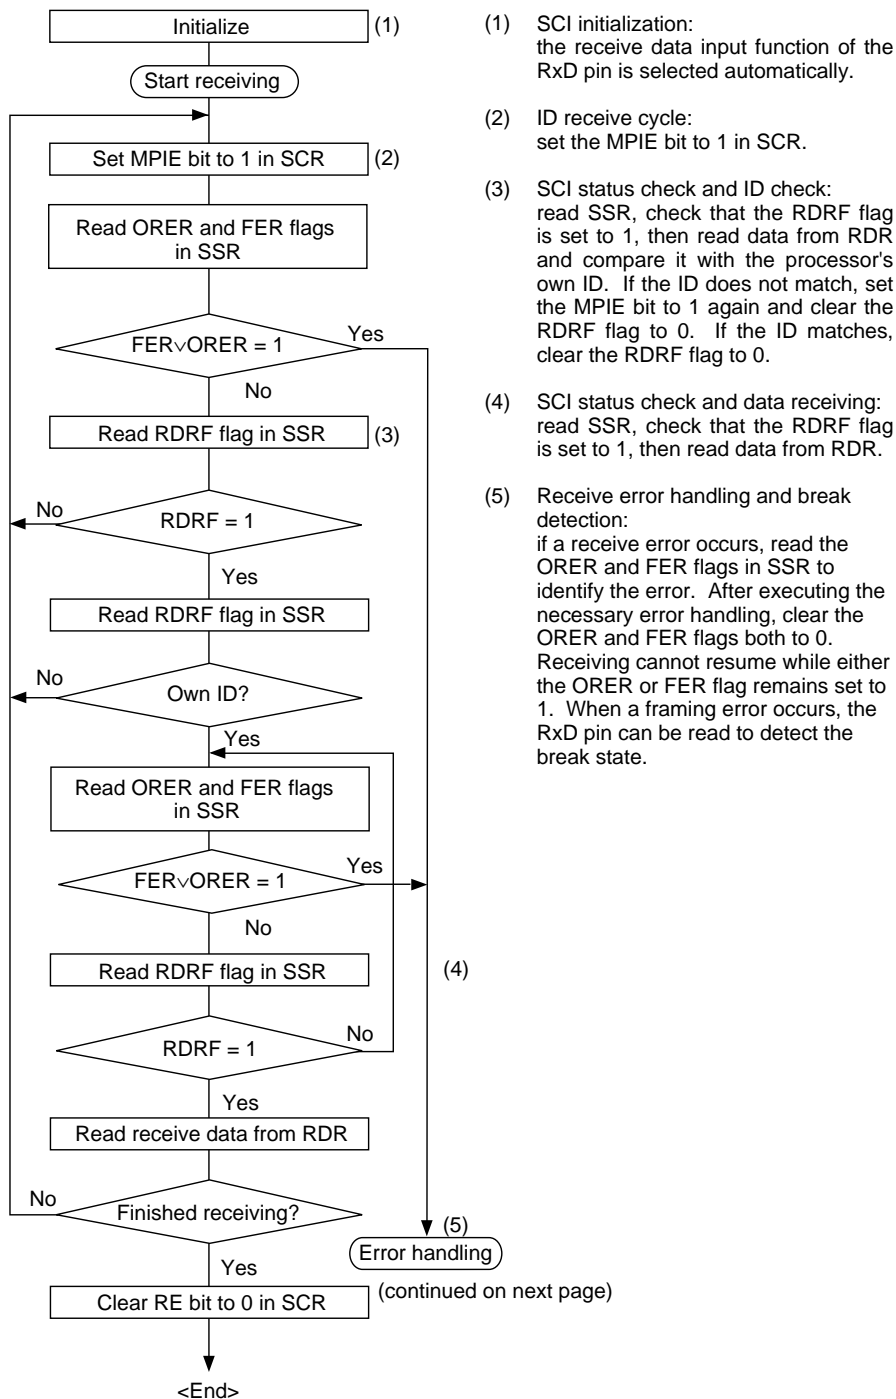 Initialize
(1)
Start receiving
Set MPIE bit to 1 in SCR
(2)
Read ORER and FER flags
in SSR
FER∨ORER = 1
Yes
No
Read RDRF flag in SSR
(3)
RDRF = 1
No
Yes
Read RDRF flag in SSR
Own ID?
No
Yes
Read ORER and FER flags
in SSR
FER∨ORER = 1
Yes
No
Read RDRF flag in SSR
(4)
RDRF = 1
No
Yes
Read receive data from RDR
Finished receiving?
No
Yes
(5)
Error handling
(continued on next page)
Clear RE bit to 0 in SCR
<End>
(1) SCI initialization:
the receive data input function of the
RxD pin is selected automatically.
(2) ID receive cycle:
set the MPIE bit to 1 in SCR.
(3) SCI status check and ID check:
read SSR, check that the RDRF flag
is set to 1, then read data from RDR
and compare it with the processor's
own ID. If the ID does not match, set
the MPIE bit to 1 again and clear the
RDRF flag to 0. If the ID matches,
clear the RDRF flag to 0.
(4) SCI status check and data receiving:
read SSR, check that the RDRF flag
is set to 1, then read data from RDR.
(5) Receive error handling and break
detection:
if a receive error occurs, read the
ORER and FER flags in SSR to
identify the error. After executing the
necessary error handling, clear the
ORER and FER flags both to 0.
Receiving cannot resume while either
the ORER or FER flag remains set to
1. When a framing error occurs, the
RxD pin can be read to detect the
break state.